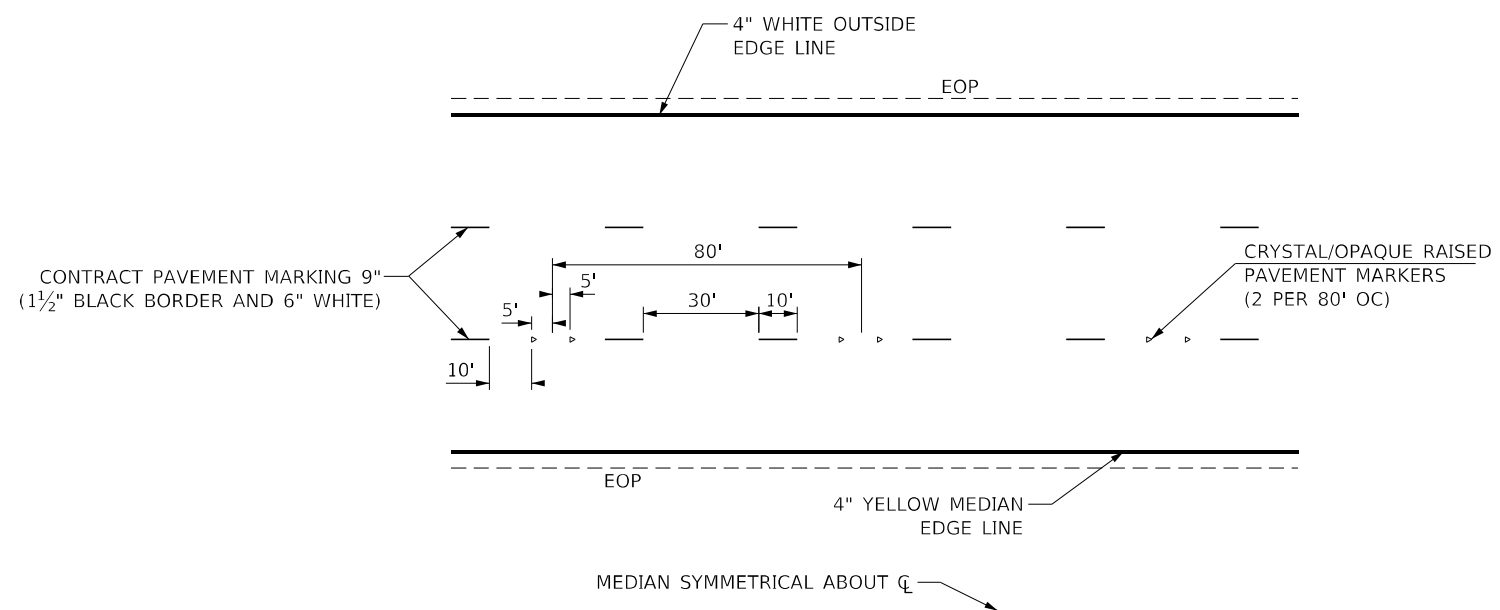 4" WHITE OUTSIDE
EDGE LINE
EOP
CONTRACT PAVEMENT MARKING 9"
(1½" BLACK BORDER AND 6" WHITE)
80'
5'
5'
30'
10'
10'
CRYSTAL/OPAQUE RAISED
PAVEMENT MARKERS
(2 PER 80' OC)
EOP
4" YELLOW MEDIAN
EDGE LINE
MEDIAN SYMMETRICAL ABOUT ℄